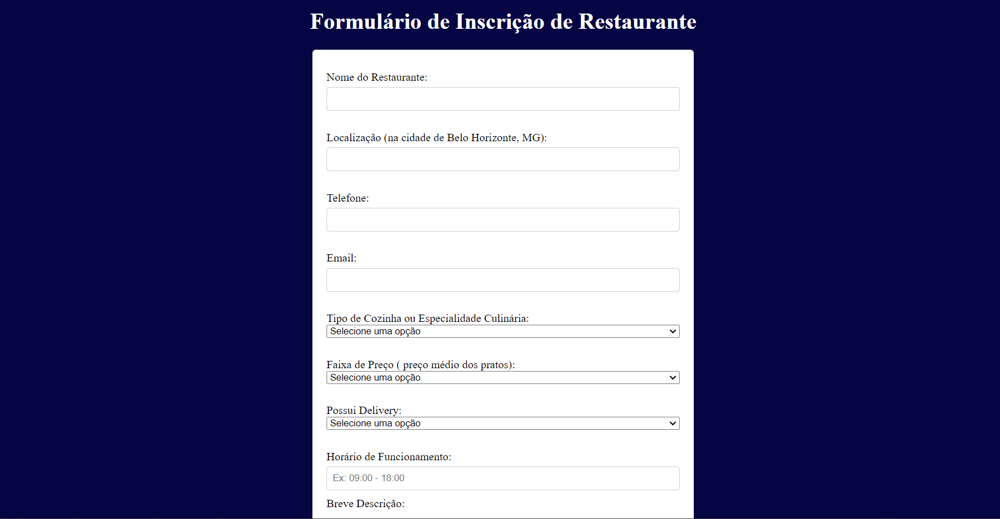 Formulário de Inscrição de Restaurante
Nome do Restaurante:
Localização (na cidade de Belo Horizonte, MG):
Telefone:
Email:
Tipo de Cozinha ou Especialidade Culinária:
Selecione uma opção
Faixa de Preço ( preço médio dos pratos):
Selecione uma opção
Possui Delivery:
Selecione uma opção
Horário de Funcionamento:
Ex: 09:00 - 18:00
Breve Descrição: